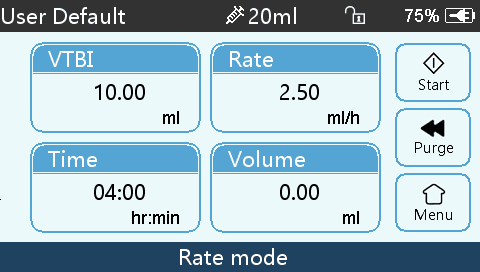 User Default 20ml 75%
VTBI Rate
10.00 2.50
ml ml/h
Start
Purge
Time Volume
04:00 0.00
hr:min ml
Menu
Rate mode